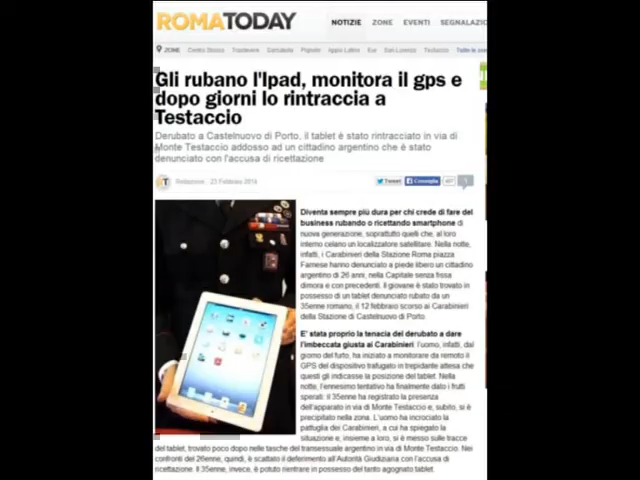 ROMATODAY
NOTIZIE ZONE EVENTI SEGNALAZIO
ZONE Centro Storico Trastevere Garbatella Prenestino Appio Latino Eur San Lorenzo Testaccio Tutte le zon
Gli rubano l'Ipad, monitora il gps e
dopo giorni lo rintraccia a
Testaccio
Derubato a Castelnuovo di Porto, il tablet è stato rintracciato in via di
Monte Testaccio addosso ad un cittadino argentino che è stato
denunciato con l'accusa di ricettazione
Redazione · 23 Febbraio 2014
Tweet Consiglia 1
Diventa sempre più dura per chi crede di fare del
business rubando o ricettando smartphone di
nuova generazione, soprattutto quelli che, al loro
interno celano un localizzatore satellitare. Nella notte,
infatti, i Carabinieri della Stazione Roma piazza
Farnese hanno denunciato a piede libero un cittadino
argentino di 26 anni, nella Capitale senza fissa
dimora e con precedenti. Il giovane è stato trovato in
possesso di un tablet denunciato rubato da un
35enne romano, il 12 febbraio scorso ai Carabinieri
della Stazione di Castelnuovo di Porto.
E' stata proprio la tenacia del derubato a dare
l'imbeccata giusta ai Carabinieri: l'uomo, infatti, dal
giorno del furto, ha iniziato a monitorare da remoto il
GPS del dispositivo trafugato in trepidante attesa che
questi gli indicasse la posizione del tablet. Nella
notte, l'ennesimo tentativo ha finalmente dato i frutti
sperati: il 35enne ha registrato la presenza
dell'apparato in via di Monte Testaccio e, subito, si è
precipitato nella zona. L'uomo ha incrociato la
pattuglia dei Carabinieri, a cui ha spiegato la
situazione e, insieme a loro, si è messo sulle tracce
del tablet, trovato poco dopo nelle tasche del transessuale argentino in via di Monte Testaccio. Nei
confronti del 26enne, quindi, è scattato il deferimento all'Autorità Giudiziaria con l'accusa di
ricettazione. Il 35enne, invece, è potuto rientrare in possesso del tanto agognato tablet.